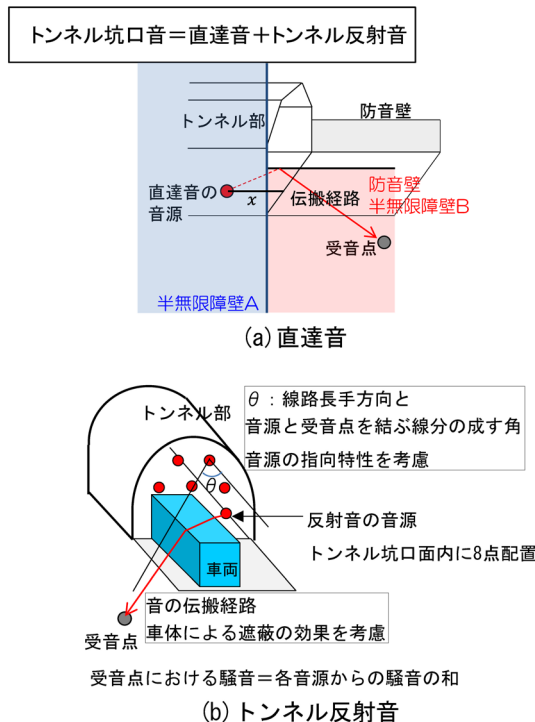 トンネル坑口音＝直達音＋トンネル反射音
トンネル部
防音壁
直達音の
音源
x
伝搬経路
防音壁
半無限障壁B
受音点
半無限障壁A
(a) 直達音
トンネル部
θ：線路長手方向と
音源と受音点を結ぶ線分の成す角
音源の指向特性を考慮
θ
反射音の音源
トンネル坑口面内に8点配置
車両
音の伝搬経路
車体による遮蔽の効果を考慮
受音点
受音点における騒音＝各音源からの騒音の和
(b) トンネル反射音